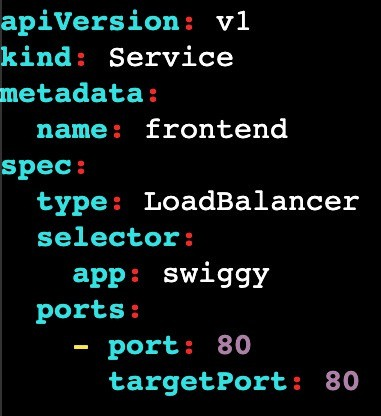 apiVersion: v1
kind: Service
metadata:
  name: frontend
spec:
  type: LoadBalancer
  selector:
    app: swiggy
  ports:
    - port: 80
      targetPort: 80